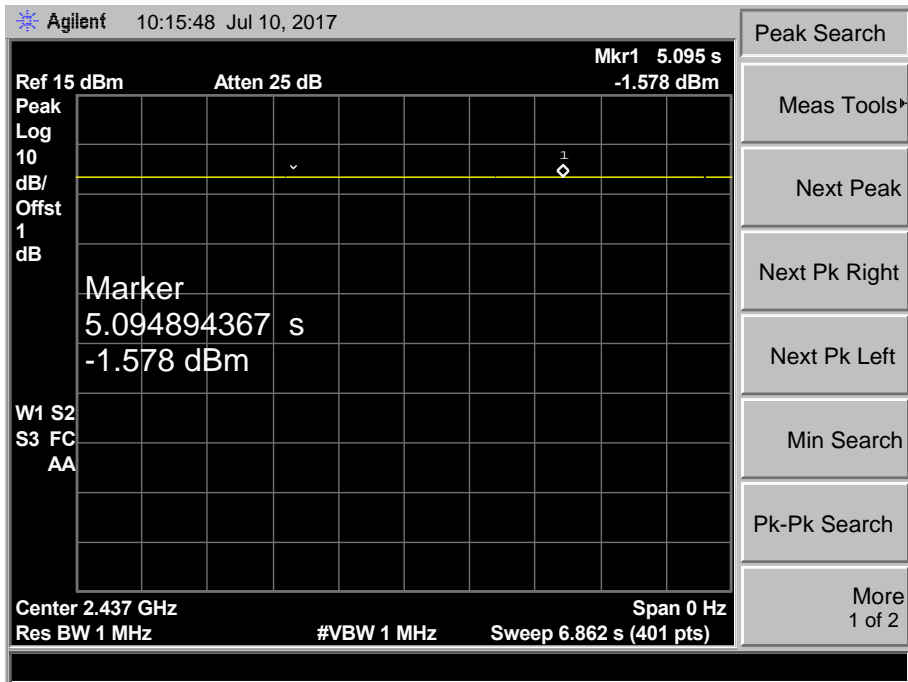 Agilent 10:15:48 Jul 10, 2017
Mkr1 5.095 s
Ref 15 dBm Atten 25 dB -1.578 dBm
Peak
Log
10
dB/
Offst
1
dB
1
Marker
5.094894367 s
-1.578 dBm
W1 S2
S3 FC
AA
Center 2.437 GHz Span 0 Hz
Res BW 1 MHz #VBW 1 MHz Sweep 6.862 s (401 pts)
Peak Search
Meas Tools
Next Peak
Next Pk Right
Next Pk Left
Min Search
Pk-Pk Search
More
1 of 2